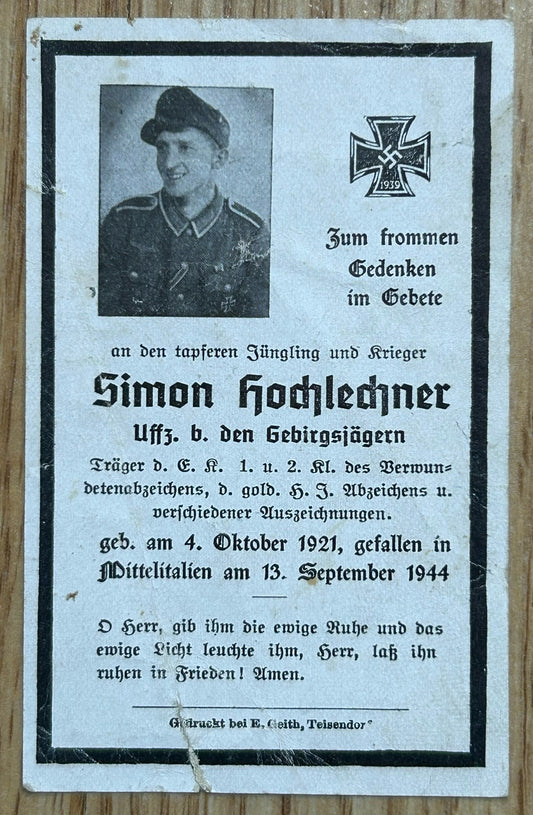 1939
Zum frommen
Gedenken
im Gebete
an den tapferen Jüngling und Krieger
Simon Hochlechner
Uffz. b. den Gebirgsjägern
Träger d. E. K. 1. u. 2. Kl. des Verwun-
detenabzeichens, d. gold. H. J. Abzeichens u.
verschiedener Auszeichnungen.
geb. am 4. Oktober 1921, gefallen in
Mittelitalien am 13. September 1944
O Herr, gib ihm die ewige Ruhe und das
ewige Licht leuchte ihm, Herr, laß ihn
ruhen in Frieden! Amen.
Gedruckt bei E. Geith, Teisendorf